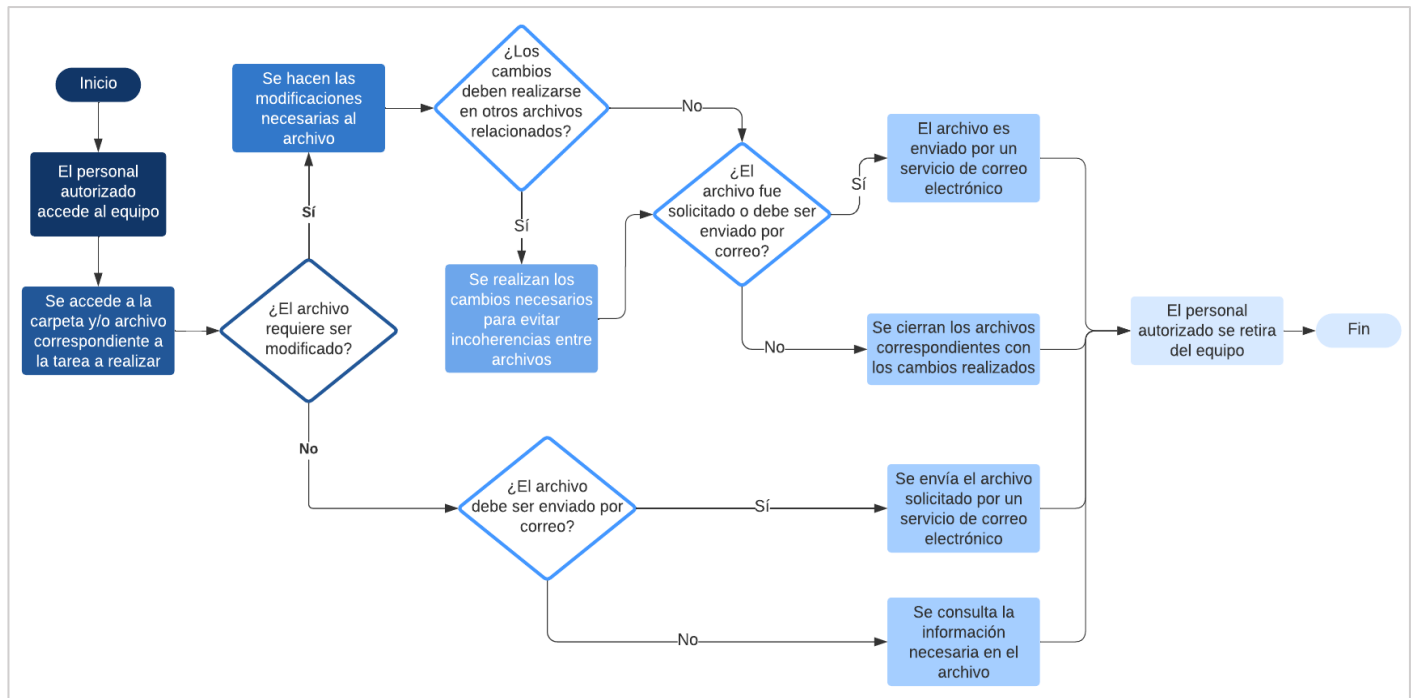 Inicio
El personal
autorizado
accede al equipo
Se accede a la
carpeta y/o archivo
correspondiente a
la tarea a realizar
¿El archivo
requiere ser
modificado?
Sí
Se hacen las
modificaciones
necesarias al
archivo
¿Los
cambios
deben realizarse
en otros archivos
relacionados?
No
Sí
Se realizan los
cambios necesarios
para evitar
incoherencias entre
archivos
¿El
archivo fue
solicitado o debe ser
enviado por
correo?
Sí
El archivo es
enviado por un
servicio de correo
electrónico
No
Se cierran los archivos
correspondientes con
los cambios realizados
No
¿El archivo
debe ser enviado por
correo?
Sí
Se envía el archivo
solicitado por un
servicio de correo
electrónico
No
Se consulta la
información
necesaria en el
archivo
El personal
autorizado se retira
del equipo
Fin